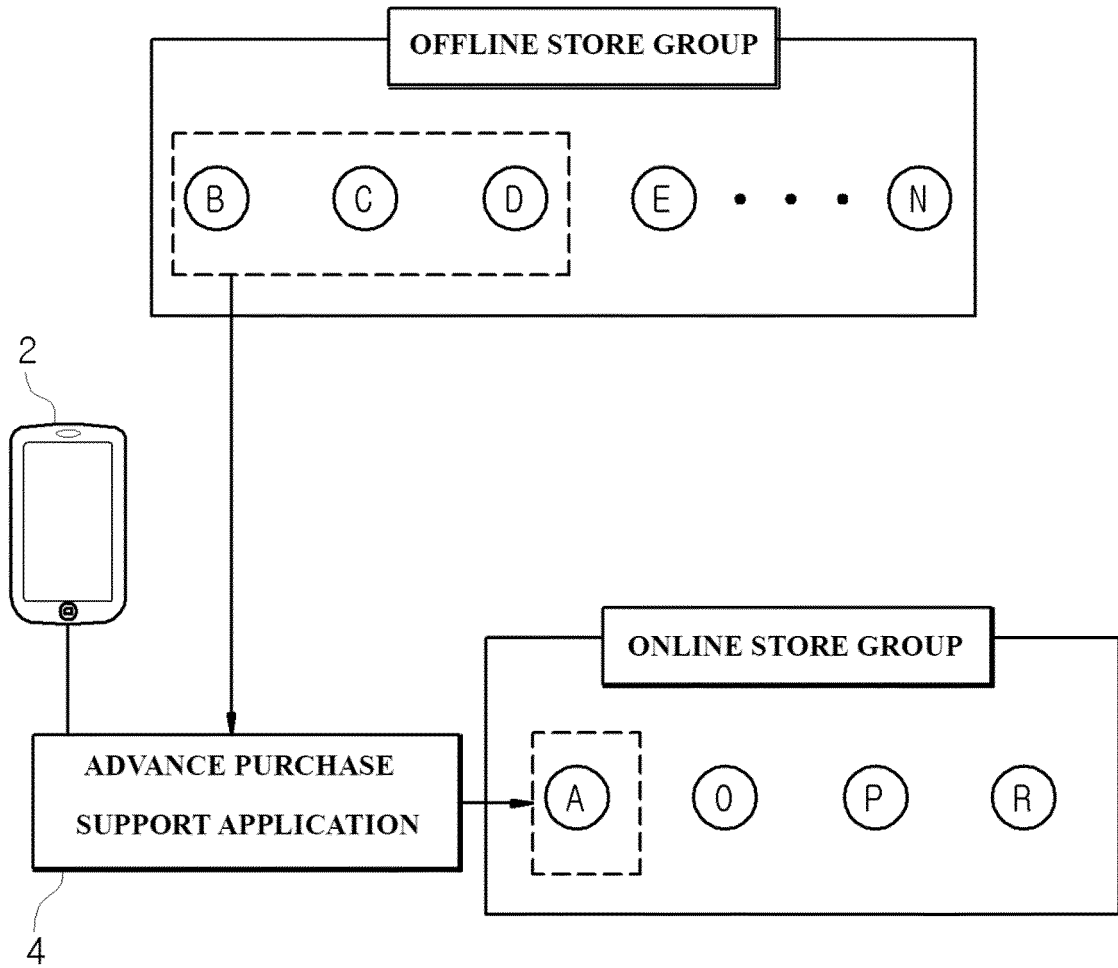 OFFLINE STORE GROUP
B C D E N
2
ONLINE STORE GROUP
ADVANCE PURCHASE
SUPPORT APPLICATION
A O P R
4